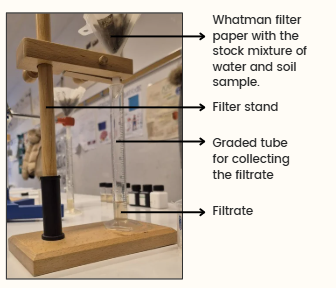 Whatman filter
paper with the
stock mixture of
water and soil
sample.
Filter stand
Graded tube
for collecting
the filtrate
Filtrate